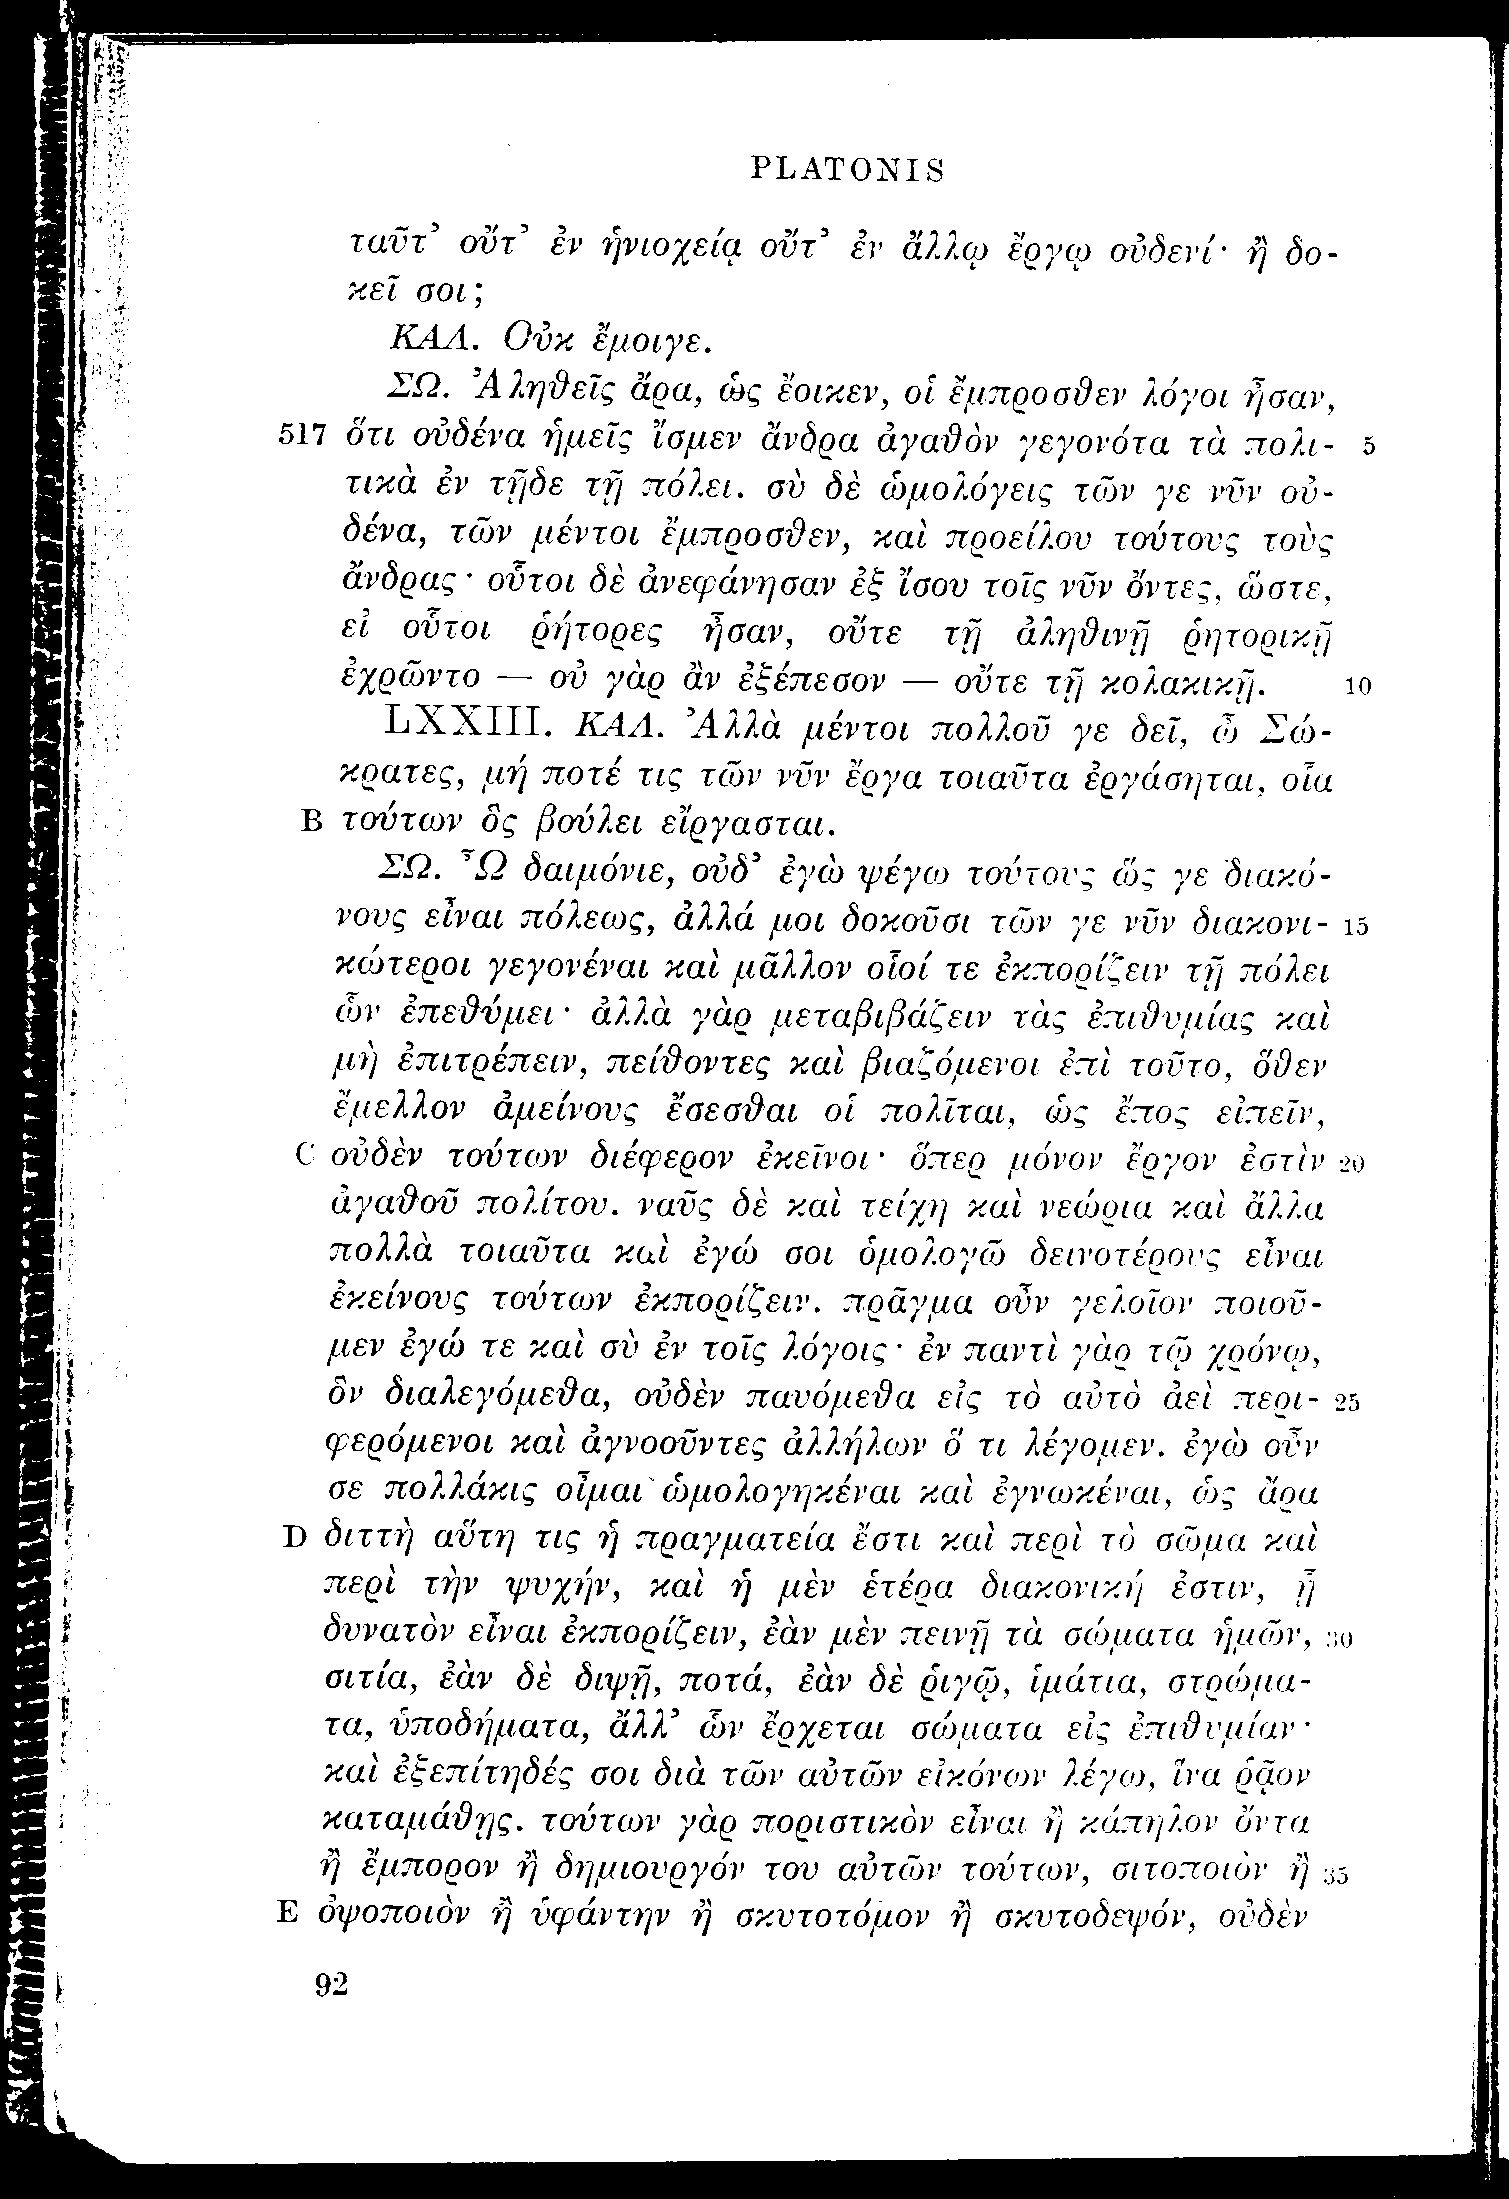 PLATONIS
ταῦτ’ οὔτ’ ἐν ἡνιοχείᾳ οὔτ’ ἐν ἄλλῳ ἔργῳ οὐδενί· ἢ δο-
κεῖ σοι;
ΚΑΛ. Οὐκ ἔμοιγε.
ΣΩ. Ἀληθεῖς ἄρα, ὡς ἔοικεν, οἱ ἔμπροσθεν λόγοι ἦσαν,
517 ὅτι οὐδένα ἡμεῖς ἴσμεν ἄνδρα ἀγαθὸν γεγονότα τὰ πολι- 5
τικὰ ἐν τῇδε τῇ πόλει. σὺ δὲ ὡμολόγεις τῶν γε νῦν οὐ-
δένα, τῶν μέντοι ἔμπροσθεν, καὶ προείλου τούτους τοὺς
ἄνδρας· οὗτοι δὲ ἀνεφάνησαν ἐξ ἴσου τοῖς νῦν ὄντες, ὥστε,
εἰ οὗτοι ῥήτορες ἦσαν, οὔτε τῇ ἀληθινῇ ῥητορικῇ
ἐχρῶντο — οὐ γὰρ ἂν ἐξέπεσον — οὔτε τῇ κολακικῇ. 10
LXXIII. ΚΑΛ. Ἀλλὰ μέντοι πολλοῦ γε δεῖ, ὦ Σώ-
κρατες, μή ποτέ τις τῶν νῦν ἔργα τοιαῦτα ἐργάσηται, οἷα
B τούτων ὃς βούλει εἴργασται.
ΣΩ. Ὦ δαιμόνιε, οὐδ’ ἐγὼ ψέγω τούτους ὥς γε διακό-
νους εἶναι πόλεως, ἀλλά μοι δοκοῦσι τῶν γε νῦν διακονι- 15
κώτεροι γεγονέναι καὶ μᾶλλον οἷοί τε ἐκπορίζειν τῇ πόλει
ὧν ἐπεθύμει· ἀλλὰ γὰρ μεταβιβάζειν τὰς ἐπιθυμίας καὶ
μὴ ἐπιτρέπειν, πείθοντες καὶ βιαζόμενοι ἐπὶ τοῦτο, ὅθεν
ἔμελλον ἀμείνους ἔσεσθαι οἱ πολῖται, ὡς ἔπος εἰπεῖν,
C οὐδὲν τούτων διέφερον ἐκεῖνοι· ὅπερ μόνον ἔργον ἐστὶν 20
ἀγαθοῦ πολίτου. ναῦς δὲ καὶ τείχη καὶ νεώρια καὶ ἄλλα
πολλὰ τοιαῦτα καὶ ἐγώ σοι ὁμολογῶ δεινοτέρους εἶναι
ἐκείνους τούτων ἐκπορίζειν. πρᾶγμα οὖν γελοῖον ποιοῦ-
μεν ἐγώ τε καὶ σὺ ἐν τοῖς λόγοις· ἐν παντὶ γὰρ τῷ χρόνῳ,
ὃν διαλεγόμεθα, οὐδὲν παυόμεθα εἰς τὸ αὐτὸ ἀεὶ περι- 25
φερόμενοι καὶ ἀγνοοῦντες ἀλλήλων ὅ τι λέγομεν. ἐγὼ οὖν
σε πολλάκις οἶμαι ὡμολογηκέναι καὶ ἐγνωκέναι, ὡς ἄρα
D διττὴ αὕτη τις ἡ πραγματεία ἔστι καὶ περὶ τὸ σῶμα καὶ
περὶ τὴν ψυχήν, καὶ ἡ μὲν ἑτέρα διακονική ἐστιν, ᾗ
δυνατὸν εἶναι ἐκπορίζειν, ἐὰν μὲν πεινῇ τὰ σώματα ἡμῶν, 30
σιτία, ἐὰν δὲ διψῇ, ποτά, ἐὰν δὲ ῥιγῷ, ἱμάτια, στρώμα-
τα, ὑποδήματα, ἄλλ’ ὧν ἔρχεται σώματα εἰς ἐπιθυμίαν·
καὶ ἐξεπίτηδές σοι διὰ τῶν αὐτῶν εἰκόνων λέγω, ἵνα ῥᾷον
καταμάθῃς. τούτων γὰρ ποριστικὸν εἶναι ἢ κάπηλον ὄντα
ἢ ἔμπορον ἢ δημιουργόν του αὐτῶν τούτων, σιτοποιὸν ἢ 35
E ὀψοποιὸν ἢ ὑφάντην ἢ σκυτοτόμον ἢ σκυτοδεψόν, οὐδὲν
92